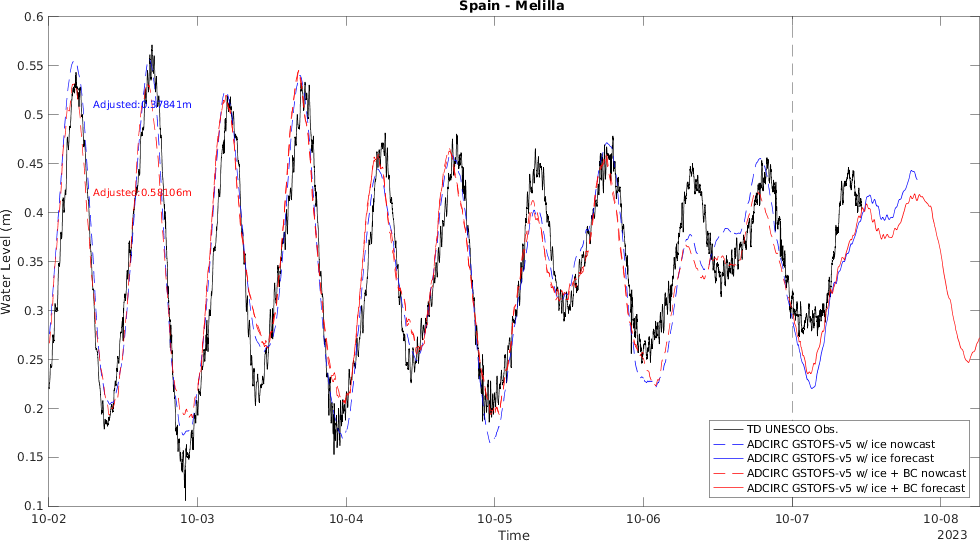 Spain - Melilla
0.6
0.55
0.5
0.45
0.4
0.35
0.3
0.25
0.2
0.15
0.1
Water Level (m)
Adjusted:0.37841m
Adjusted:0.58106m
TD UNESCO Obs.
ADCIRC GSTOFS-v5 w/ ice nowcast
ADCIRC GSTOFS-v5 w/ ice forecast
ADCIRC GSTOFS-v5 w/ ice + BC nowcast
ADCIRC GSTOFS-v5 w/ ice + BC forecast
10-02 10-03 10-04 10-05 10-06 10-07 10-08
Time
2023